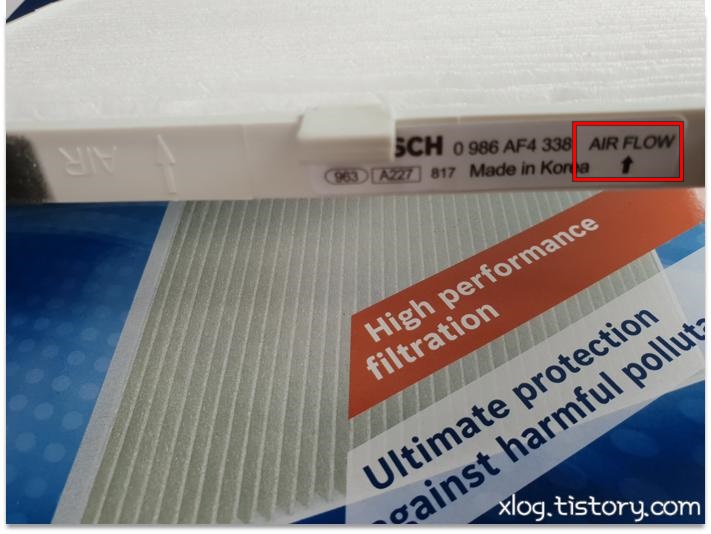 AIR
SCH 0 986 AF4 338 AIR FLOW
963 A227 817 Made in Korea
High performance
filtration
Ultimate protection
against harmful polluta
xlog.tistory.com